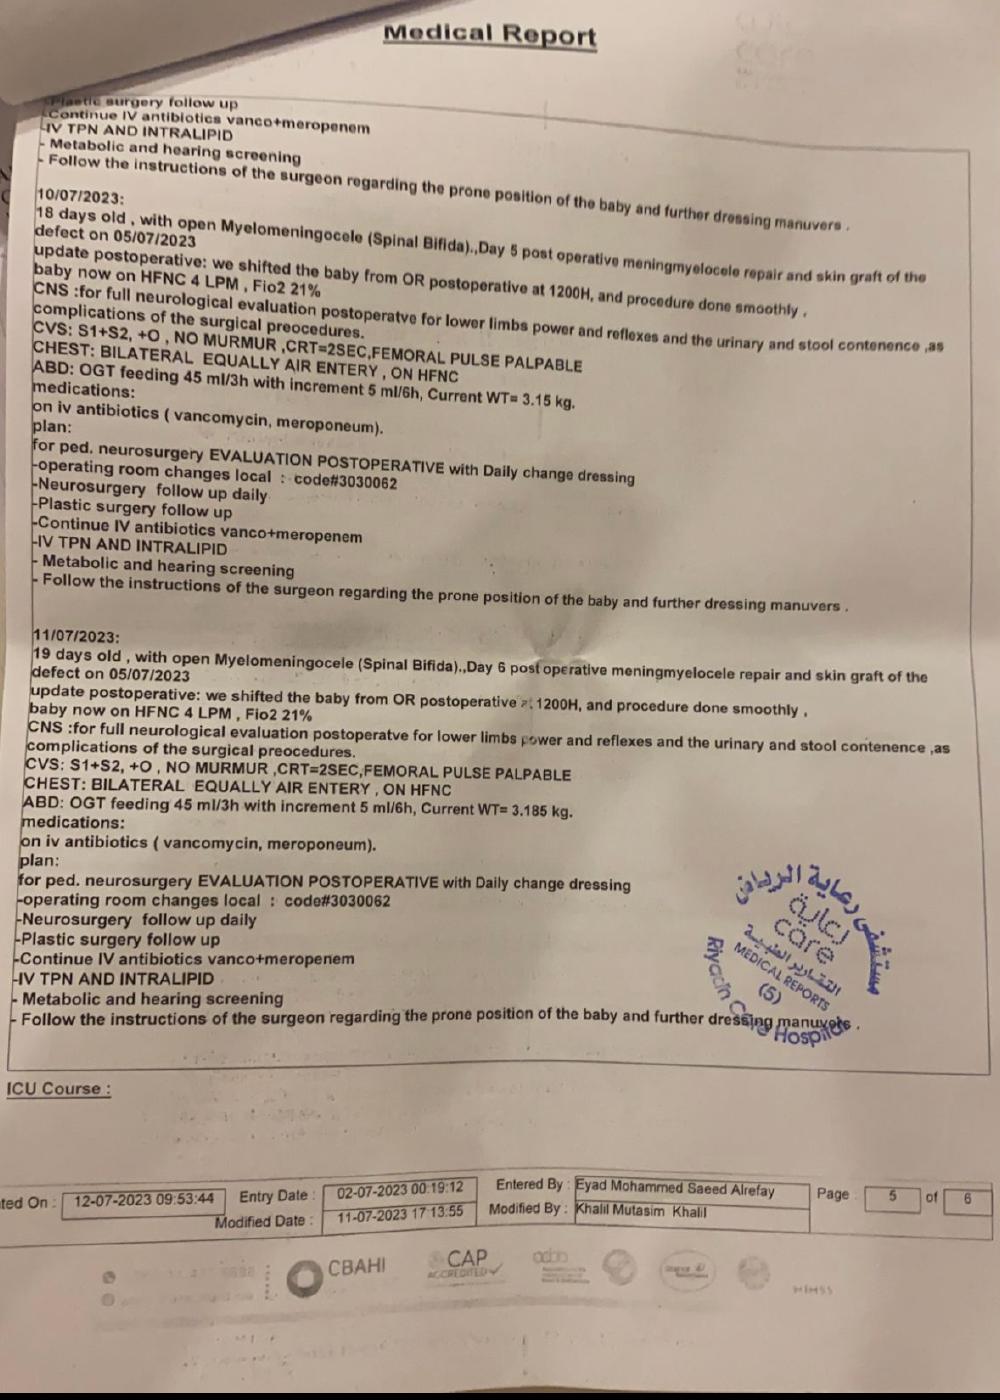 Medical Report
-Plastic surgery follow up
-Continue IV antibiotics vanco+meropenem
-IV TPN AND INTRALIPID
- Metabolic and hearing screening
- Follow the instructions of the surgeon regarding the prone position of the baby and further dressing manuvers .
10/07/2023:
18 days old , with open Myelomeningocele (Spinal Bifida).,Day 5 post operative meningmyelocele repair and skin graft of the
defect on 05/07/2023
update postoperative: we shifted the baby from OR postoperative at 1200H, and procedure done smoothly ,
baby now on HFNC 4 LPM , Fio2 21%
CNS :for full neurological evaluation postoperatve for lower limbs power and reflexes and the urinary and stool contenence ,as
complications of the surgical preocedures.
CVS: S1+S2, +O , NO MURMUR ,CRT=2SEC,FEMORAL PULSE PALPABLE
CHEST: BILATERAL EQUALLY AIR ENTERY , ON HFNC
ABD: OGT feeding 45 ml/3h with increment 5 ml/6h, Current WT= 3.15 kg.
medications:
on iv antibiotics ( vancomycin, meroponeum).
plan:
for ped. neurosurgery EVALUATION POSTOPERATIVE with Daily change dressing
-operating room changes local : code#3030062
-Neurosurgery follow up daily
-Plastic surgery follow up
-Continue IV antibiotics vanco+meropenem
-IV TPN AND INTRALIPID
- Metabolic and hearing screening
- Follow the instructions of the surgeon regarding the prone position of the baby and further dressing manuvers .
11/07/2023:
19 days old , with open Myelomeningocele (Spinal Bifida).,Day 6 post operative meningmyelocele repair and skin graft of the
defect on 05/07/2023
update postoperative: we shifted the baby from OR postoperative at 1200H, and procedure done smoothly ,
baby now on HFNC 4 LPM , Fio2 21%
CNS :for full neurological evaluation postoperatve for lower limbs power and reflexes and the urinary and stool contenence ,as
complications of the surgical preocedures.
CVS: S1+S2, +O , NO MURMUR ,CRT=2SEC,FEMORAL PULSE PALPABLE
CHEST: BILATERAL EQUALLY AIR ENTERY , ON HFNC
ABD: OGT feeding 45 ml/3h with increment 5 ml/6h, Current WT= 3.185 kg.
medications:
on iv antibiotics ( vancomycin, meroponeum).
plan:
for ped. neurosurgery EVALUATION POSTOPERATIVE with Daily change dressing
-operating room changes local : code#3030062
-Neurosurgery follow up daily
-Plastic surgery follow up
-Continue IV antibiotics vanco+meropenem
-IV TPN AND INTRALIPID
- Metabolic and hearing screening
- Follow the instructions of the surgeon regarding the prone position of the baby and further dressing manuvers .
مستشفى رعاية الرياض
رعاية
care
التقارير الطبية
MEDICAL REPORTS
(5)
Riyadh Care Hospital
ICU Course :
ted On : 12-07-2023 09:53:44 Entry Date : 02-07-2023 00:19:12 Entered By : Eyad Mohammed Saeed Alrefay Page : 5 of 6
Modified Date : 11-07-2023 17:13:55 Modified By : Khalil Mutasim Khalil
CBAHI
CAP
ACCREDITED
HIMSS